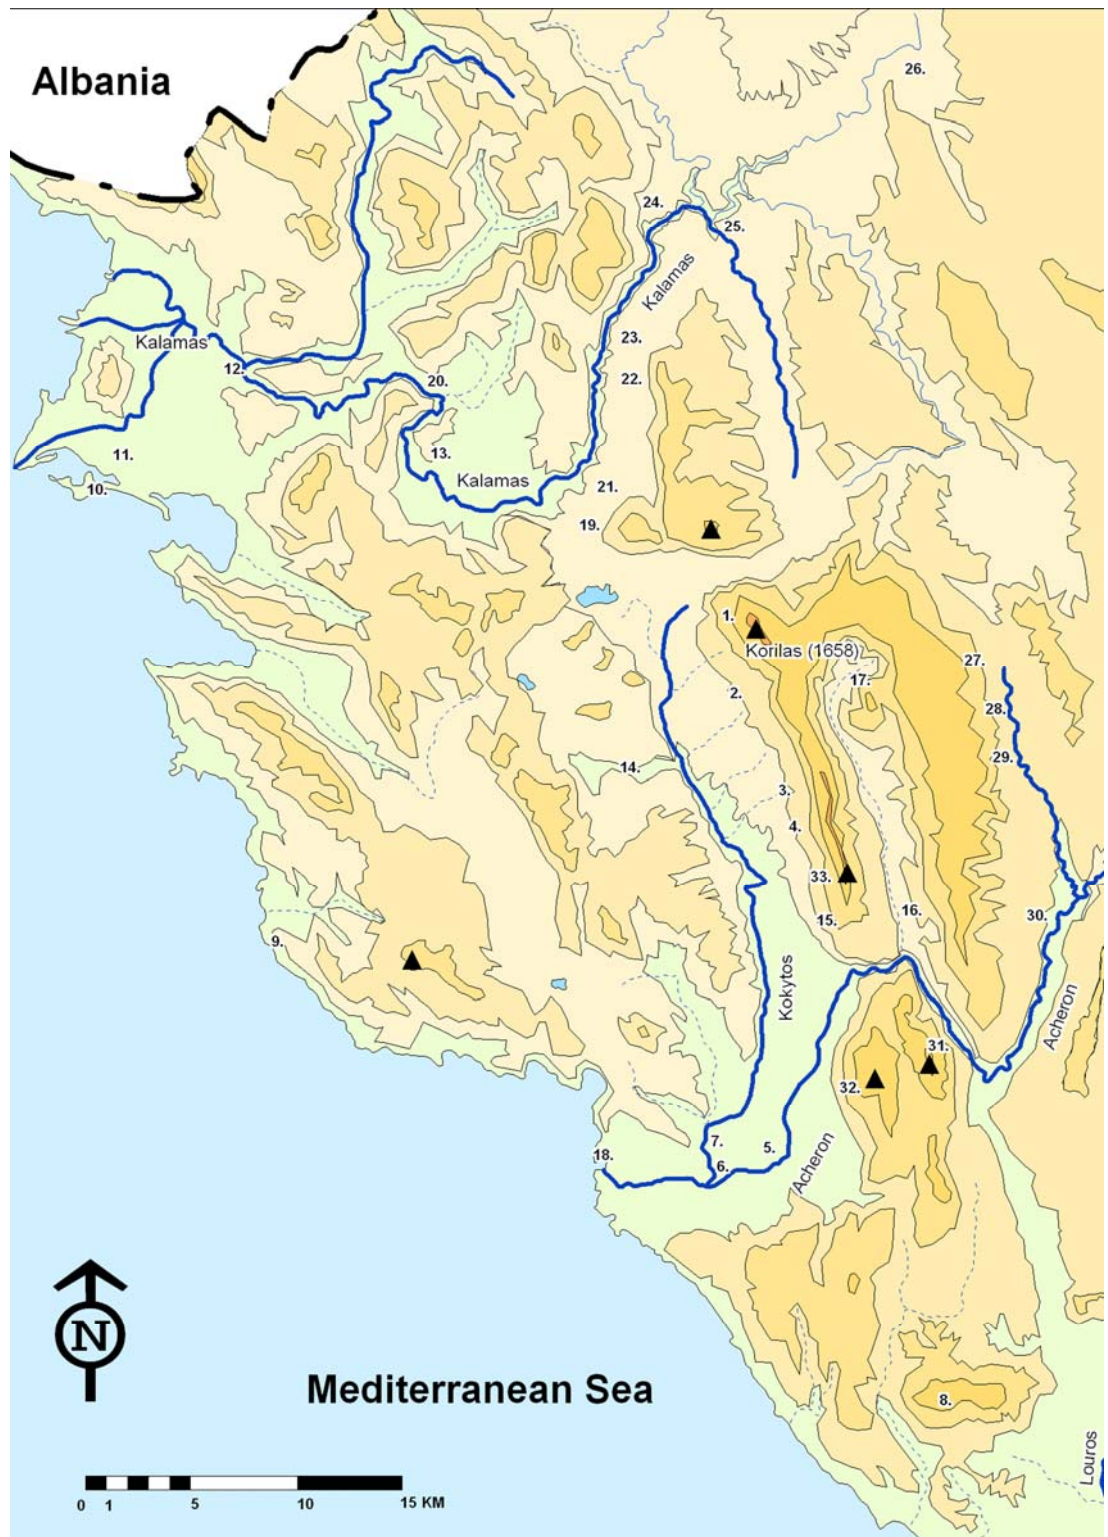 Albania
26.
24.
25.
Kalamas
Kalamas
23.
12.
22.
20.
13.
11.
Kalamas
10.
21.
19.
1.
Korilas (1658)
27.
2.
17.
28.
29.
14.
3.
4.
33.
16.
15.
30.
9.
Kokytos
Acheron
31.
32.
7.
5.
18.
6.
Acheron
N
Mediterranean Sea
8.
Louros
0 1 5 10 15 KM